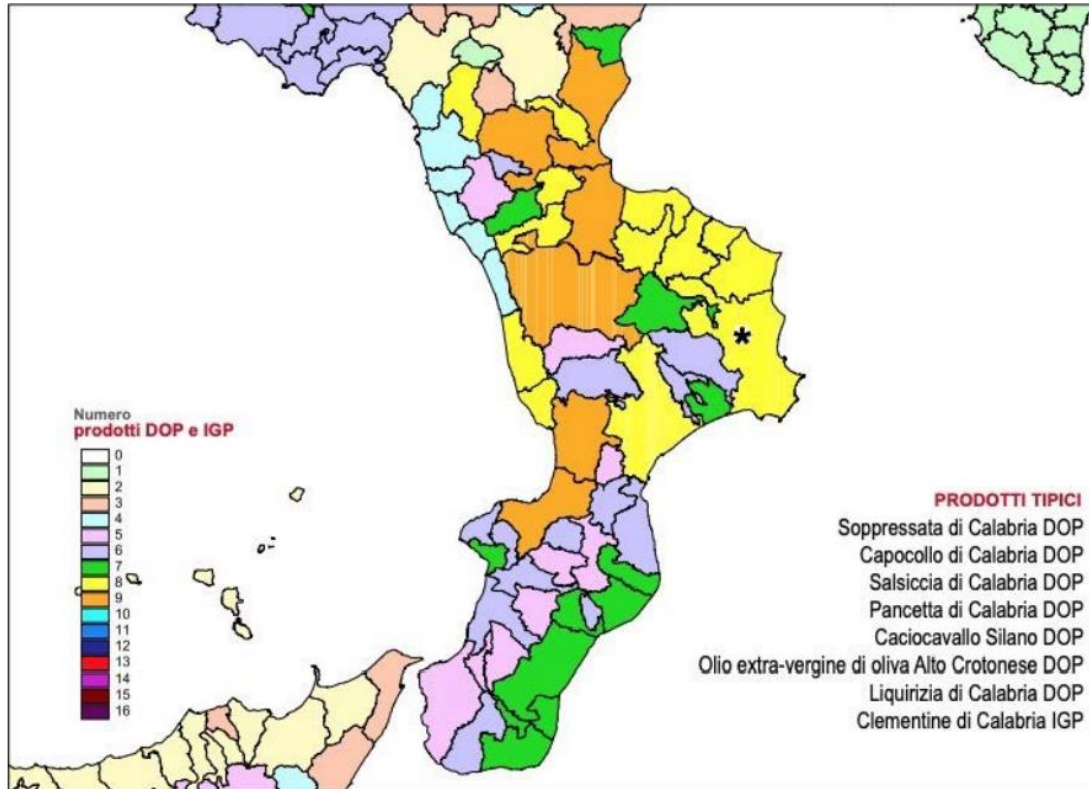 Numero
prodotti DOP e IGP
0
1
2
3
4
5
6
7
8
9
10
11
12
13
14
15
16
*
PRODOTTI TIPICI
Soppressata di Calabria DOP
Capocollo di Calabria DOP
Salsiccia di Calabria DOP
Pancetta di Calabria DOP
Caciocavallo Silano DOP
Olio extra-vergine di oliva Alto Crotonese DOP
Liquirizia di Calabria DOP
Clementine di Calabria IGP